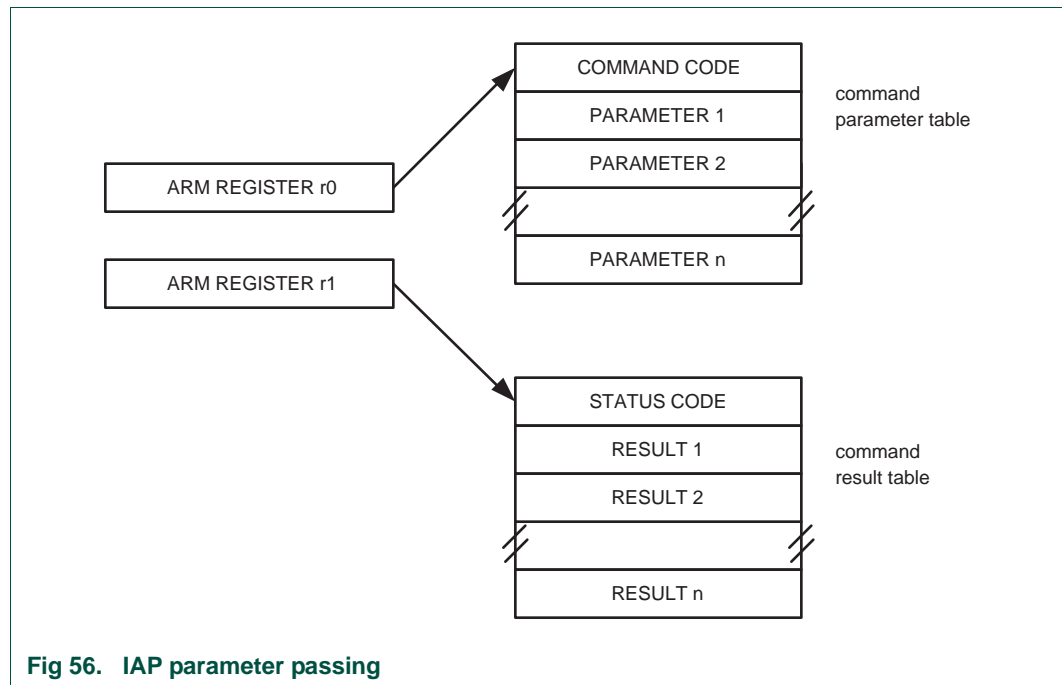 COMMAND CODE
PARAMETER 1
PARAMETER 2
PARAMETER n
command
parameter table
ARM REGISTER r0
ARM REGISTER r1
STATUS CODE
RESULT 1
RESULT 2
RESULT n
command
result table
Fig 56. IAP parameter passing